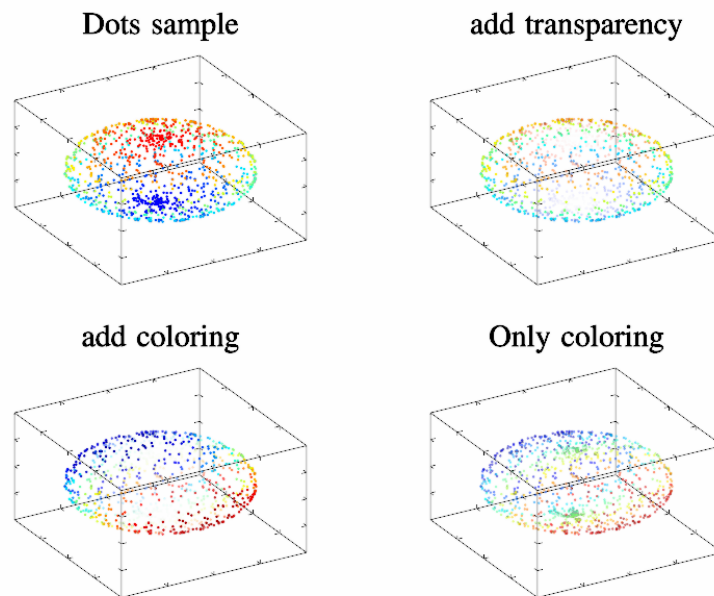 Dots sample
add transparency
add coloring
Only coloring